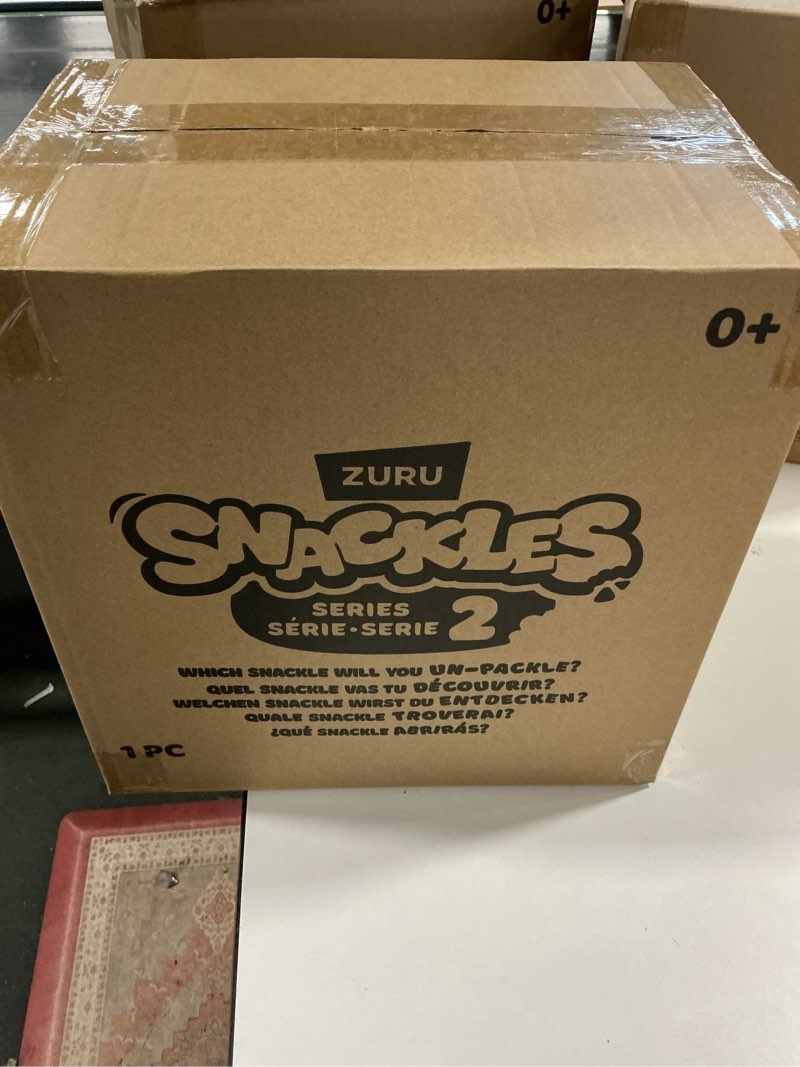 0+
0+
ZURU
SNACKLES
SERIES
SÉRIE•SERIE 2
WHICH SNACKLE WILL YOU UN-PACKLE?
QUEL SNACKLE VAS TU DÉCOUVRIR?
WELCHEN SNACKLE WIRST DU ENTDECKEN?
QUALE SNACKLE TROVERAI?
¿QUÉ SNACKLE ABRIRÁS?
1 PC